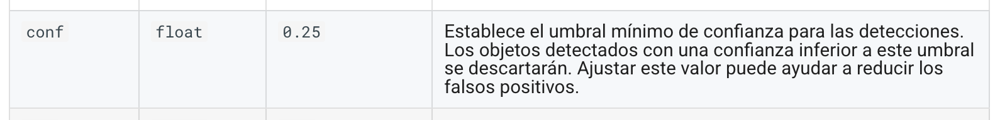 conf float 0.25 Establece el umbral mínimo de confianza para las detecciones.
Los objetos detectados con una confianza inferior a este umbral
se descartarán. Ajustar este valor puede ayudar a reducir los
falsos positivos.